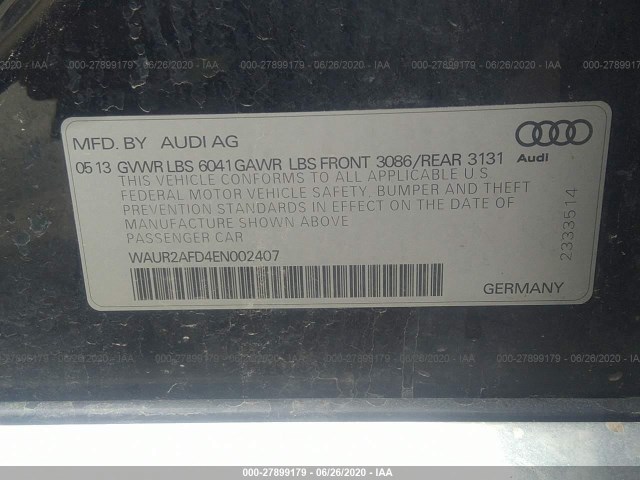 000-27899179 - 06/26/2020 - IAA
MFD. BY AUDI AG
Audi
05 13 GVWR LBS 6041 GAWR LBS FRONT 3086/REAR 3131
THIS VEHICLE CONFORMS TO ALL APPLICABLE U.S.
FEDERAL MOTOR VEHICLE SAFETY, BUMPER AND THEFT
PREVENTION STANDARDS IN EFFECT ON THE DATE OF
MANUFACTURE SHOWN ABOVE
PASSENGER CAR
WAUR2AFD4EN002407
GERMANY
2333514
000-27899179 - 06/26/2020 - IAA